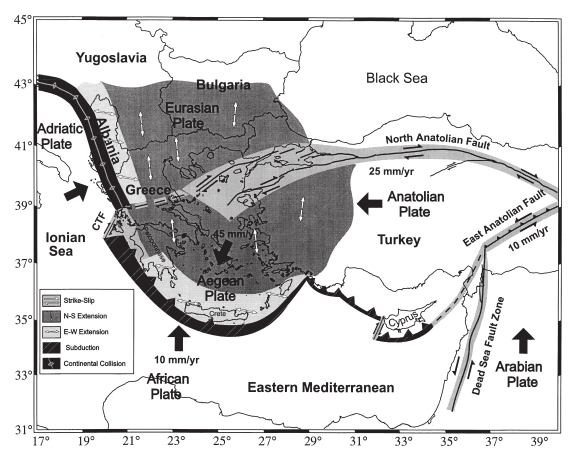 45°
43°
41°
39°
37°
35°
33°
31°
17°
19°
21°
23°
25°
27°
29°
31°
33°
35°
37°
39°
Yugoslavia
Bulgaria
Black Sea
Eurasian
Plate
Albania
Adriatic
Plate
North Anatolian Fault
25 mm/yr
Greece
Anatolian
Plate
East Anatolian Fault
10 mm/yr
CTF
Ionian
Sea
45 mm/yr
Turkey
Aegean
Plate
Crete
Cyprus
Strike-Slip
N-S Extension
E-W Extension
Subduction
Continental Collision
10 mm/yr
African
Plate
Eastern Mediterranean
Dead Sea Fault Zone
Arabian
Plate